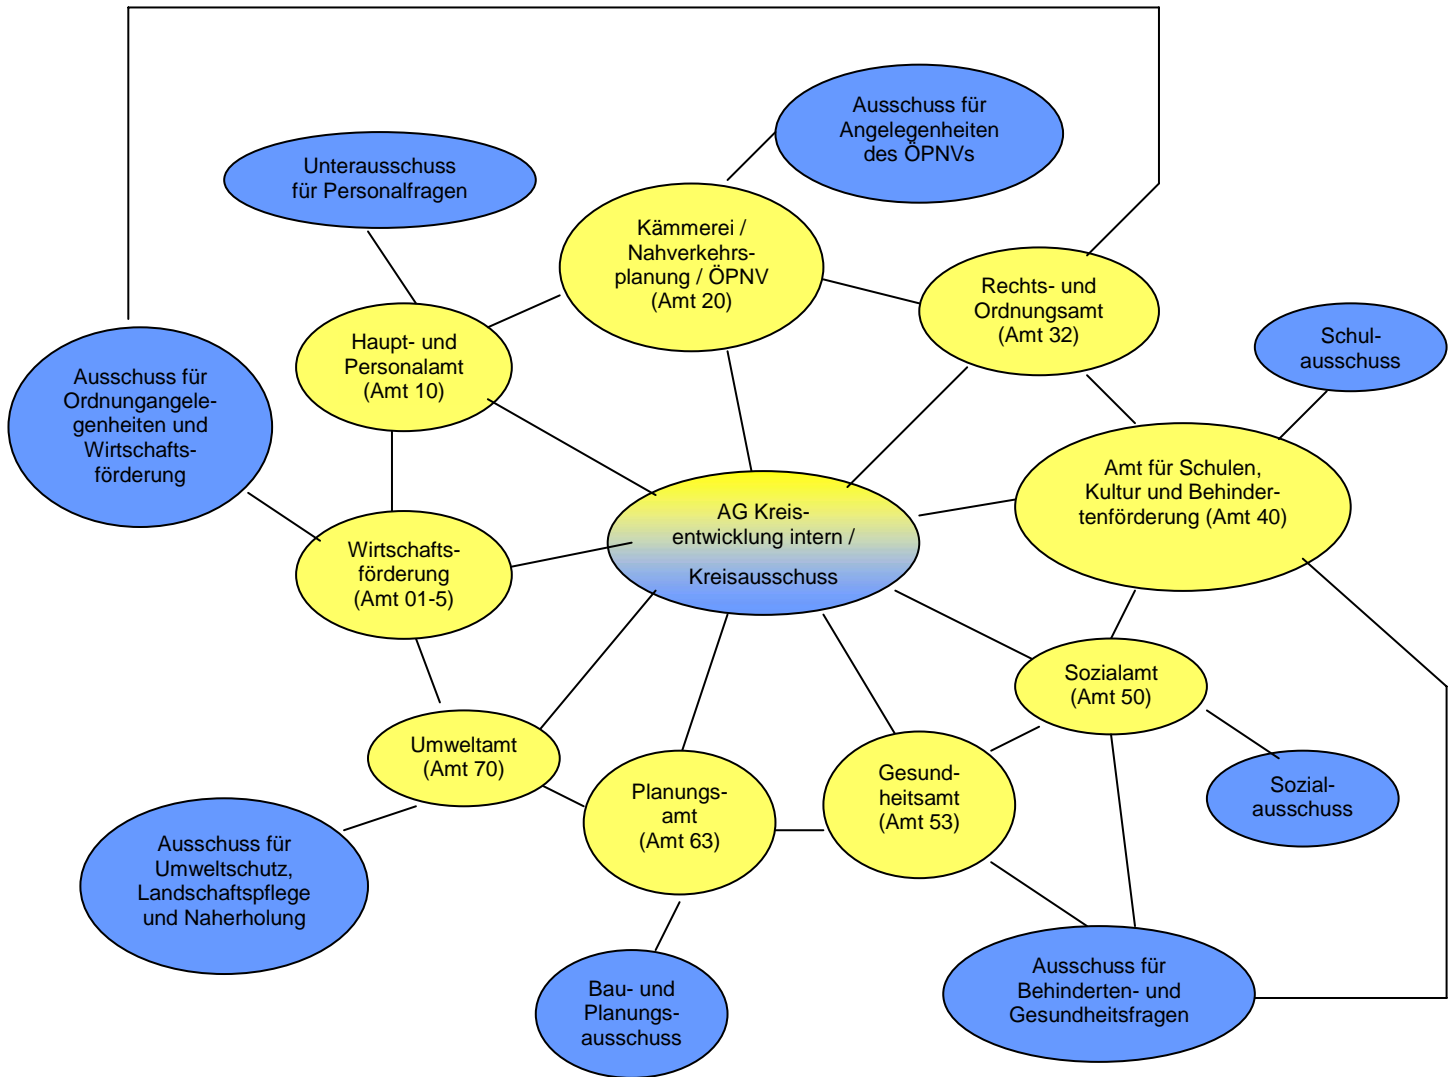 Ausschuss für
Angelegenheiten
des ÖPNVs
Unterausschuss
für Personalfragen
Kämmerei /
Nahverkehrs-
planung / ÖPNV
(Amt 20)
Rechts- und
Ordnungsamt
(Amt 32)
Schul-
ausschuss
Haupt- und
Personalamt
(Amt 10)
Ausschuss für
Ordnungangele-
genheiten und
Wirtschafts-
förderung
Amt für Schulen,
Kultur und Behinder-
tenförderung (Amt 40)
AG Kreis-
entwicklung intern /
Kreisausschuss
Wirtschafts-
förderung
(Amt 01-5)
Sozialamt
(Amt 50)
Umweltamt
(Amt 70)
Planungs-
amt
(Amt 63)
Gesund-
heitsamt
(Amt 53)
Sozial-
ausschuss
Ausschuss für
Umweltschutz,
Landschaftspflege
und Naherholung
Bau- und
Planungs-
ausschuss
Ausschuss für
Behinderten- und
Gesundheitsfragen